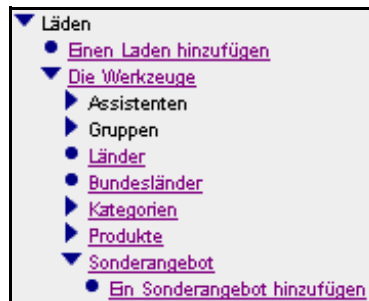 Läden
Einen Laden hinzufügen
Die Werkzeuge
Assistenten
Gruppen
Länder
Bundesländer
Kategorien
Produkte
Sonderangebot
Ein Sonderangebot hinzufügen